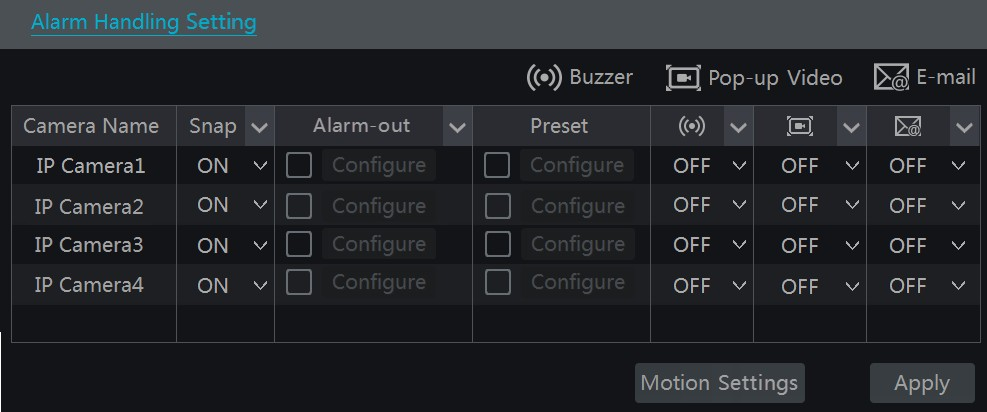 Alarm Handling Setting
Buzzer Pop-up Video E-mail
Camera Name Snap Alarm-out Preset
IP Camera1 ON Configure Configure OFF OFF OFF
IP Camera2 ON Configure Configure OFF OFF OFF
IP Camera3 ON Configure Configure OFF OFF OFF
IP Camera4 ON Configure Configure OFF OFF OFF
Motion Settings Apply